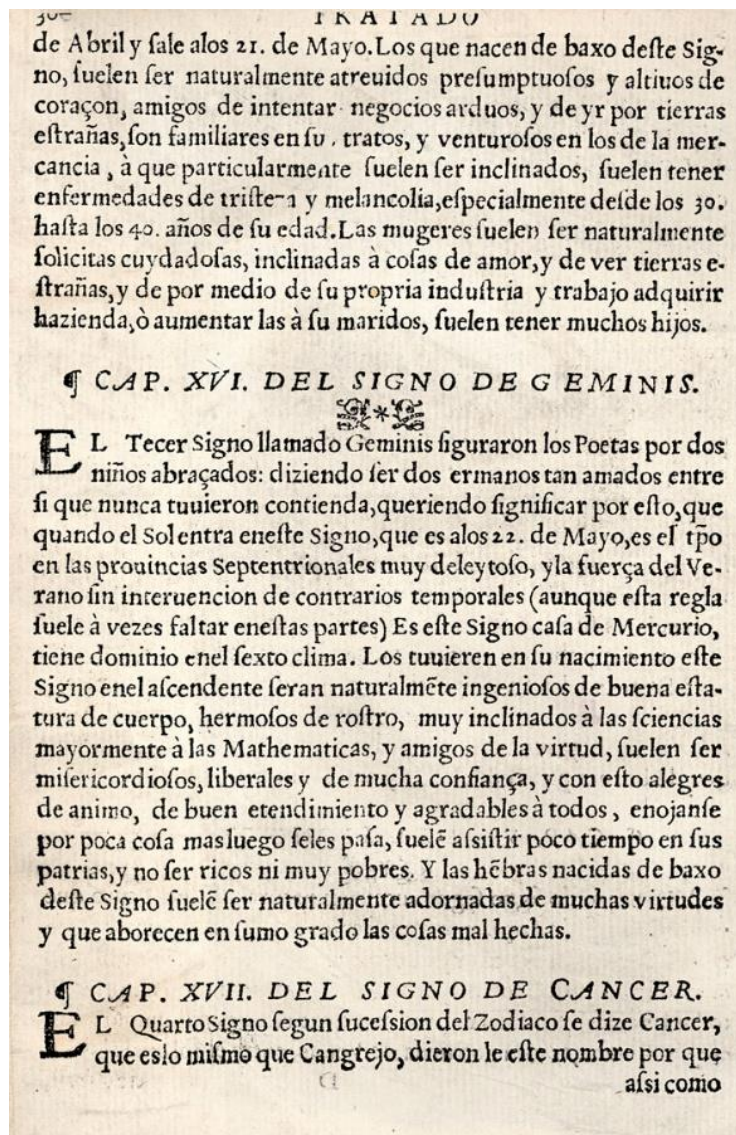 TRATADO
de Abril y ſale alos 21. de Mayo. Los que nacen de baxo deſte Sig-
no, ſuelen ſer naturalmente atreuidos preſumptuoſos y altiuos de
coraçon, amigos de intentar negocios arduos, y de yr por tierras
eſtrañas, ſon familiares en ſu. tratos, y venturoſos en los de la mer-
cancia, à que particularmente ſuelen ſer inclinados, ſuelen tener
enfermedades de y melancolia, eſpecialmente deſde los 30.
haſta los 40. años de ſu edad. Las mugeres ſuelen ſer naturalmente
ſolicitas cuydadoſas, inclinadas à coſas de amor, y de ver tierras e-
ſtrañas, y de por medio de ſu propria induſtria y trabajo adquirir
hazienda, ò aumentar las à ſu maridos, ſuelen tener muchos hijos.
¶ CAP. XVI. DEL SIGNO DE GEMINIS.
EL Tecer Signo llamado Geminis figuraron los Poetas por dos
niños abraçados: diziendo ſer dos ermanos tan amados entre
ſi que nunca tuuieron contienda, queriendo ſignificar por eſto, que
quando el Sol entra eneſte Signo, que es alos 22. de Mayo, es el tp̄o
en las prouincias Septentrionales muy deleytoſo, y la fuerça del Ve-
rano ſin interuencion de contrarios temporales (aunque eſta regla
ſuele à vezes faltar eneſtas partes) Es eſte Signo caſa de Mercurio,
tiene dominio enel ſexto clima. Los tuuieren en ſu nacimiento eſte
Signo enel aſcendente ſeran naturalmēte ingenioſos de buena eſta-
tura de cuerpo, hermoſos de roſtro, muy inclinados à las ſciencias
mayormente à las Mathematicas, y amigos de la virtud, ſuelen ſer
miſericordioſos, liberales y de mucha confiança, y con eſto alegres
de animo, de buen etendimiento y agradables à todos, enojanſe
por poca coſa mas luego ſeles paſa, ſuelē aſsiſtir poco tiempo en ſus
patrias, y no ſer ricos ni muy pobres. Y las hēbras nacidas de baxo
deſte Signo ſuelē ſer naturalmente adornadas de muchas virtudes
y que aborecen en ſumo grado las coſas mal hechas.
¶ CAP. XVII. DEL SIGNO DE CANCER.
EL Quarto Signo ſegun ſuceſsion del Zodiaco ſe dize Cancer,
que es lo miſmo que Cangrejo, dieron le eſte nombre por que
aſsi como